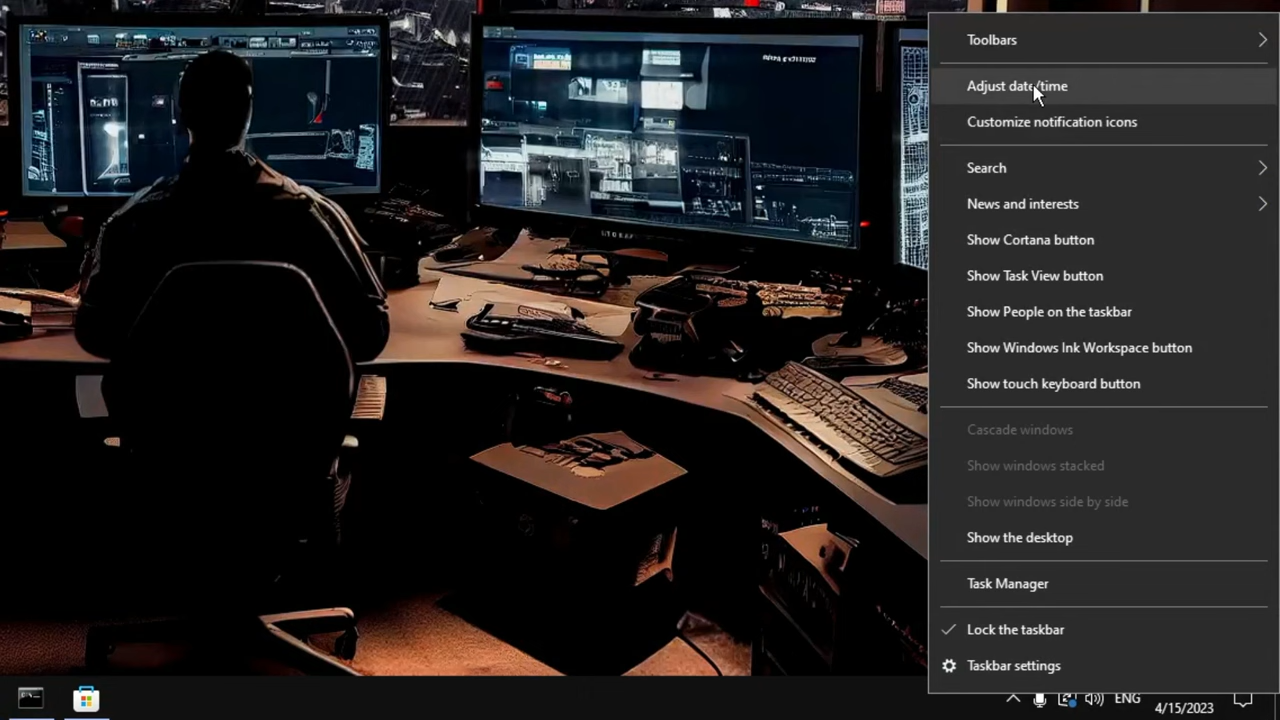 Toolbars
Adjust date/time
Customize notification icons
Search
News and interests
Show Cortana button
Show Task View button
Show People on the taskbar
Show Windows Ink Workspace button
Show touch keyboard button
Cascade windows
Show windows stacked
Show windows side by side
Show the desktop
Task Manager
Lock the taskbar
Taskbar settings
ENG
4/15/2023